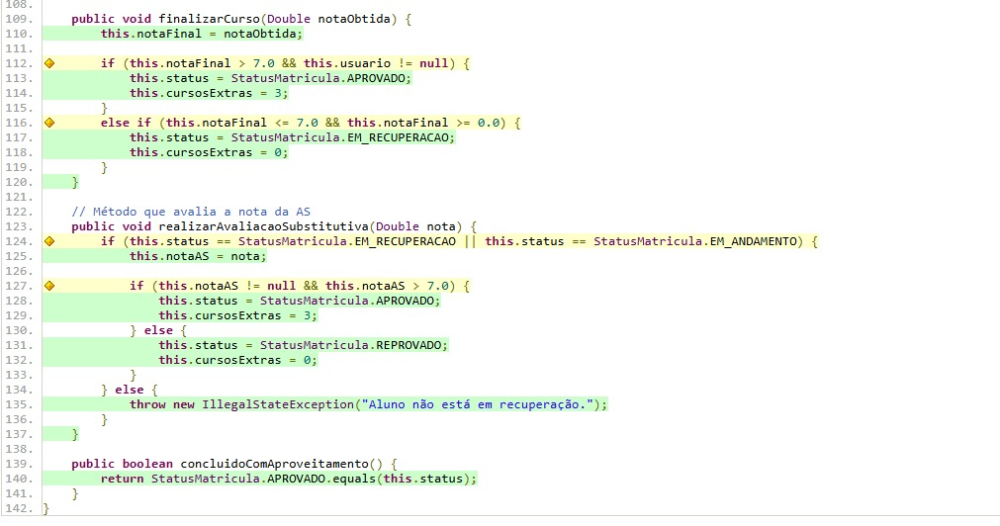 108.
109. public void finalizarCurso(Double notaObtida) {
110. this.notaFinal = notaObtida;
111.
112. if (this.notaFinal > 7.0 && this.usuario != null) {
113. this.status = StatusMatricula.APROVADO;
114. this.cursosExtras = 3;
115. }
116. else if (this.notaFinal <= 7.0 && this.notaFinal >= 0.0) {
117. this.status = StatusMatricula.EM_RECUPERACAO;
118. this.cursosExtras = 0;
119. }
120. }
121.
122. // Método que avalia a nota da AS
123. public void realizarAvaliacaoSubstitutiva(Double nota) {
124. if (this.status == StatusMatricula.EM_RECUPERACAO || this.status == StatusMatricula.EM_ANDAMENTO) {
125. this.notaAS = nota;
126.
127. if (this.notaAS != null && this.notaAS > 7.0) {
128. this.status = StatusMatricula.APROVADO;
129. this.cursosExtras = 3;
130. } else {
131. this.status = StatusMatricula.REPROVADO;
132. this.cursosExtras = 0;
133. }
134. } else {
135. throw new IllegalStateException("Aluno não está em recuperação.");
136. }
137. }
138.
139. public boolean concluidoComAproveitamento() {
140. return StatusMatricula.APROVADO.equals(this.status);
141. }
142. }